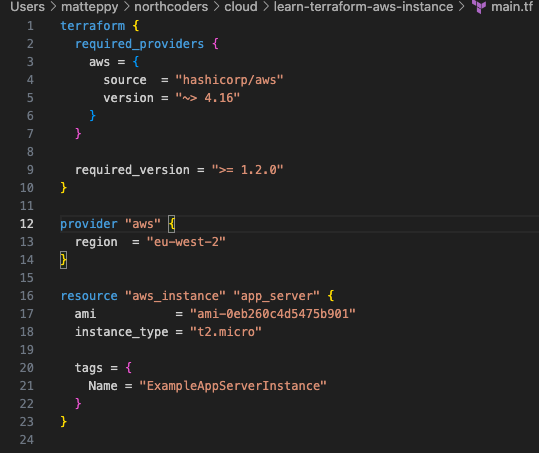 Users > matteppy > northcoders > cloud > learn-terraform-aws-instance > main.tf
1 terraform {
2   required_providers {
3     aws = {
4       source  = "hashicorp/aws"
5       version = "~> 4.16"
6     }
7   }
8
9   required_version = ">= 1.2.0"
10 }
11
12 provider "aws" {
13   region  = "eu-west-2"
14 }
15
16 resource "aws_instance" "app_server" {
17   ami           = "ami-0eb260c4d5475b901"
18   instance_type = "t2.micro"
19
20   tags = {
21     Name = "ExampleAppServerInstance"
22   }
23 }
24